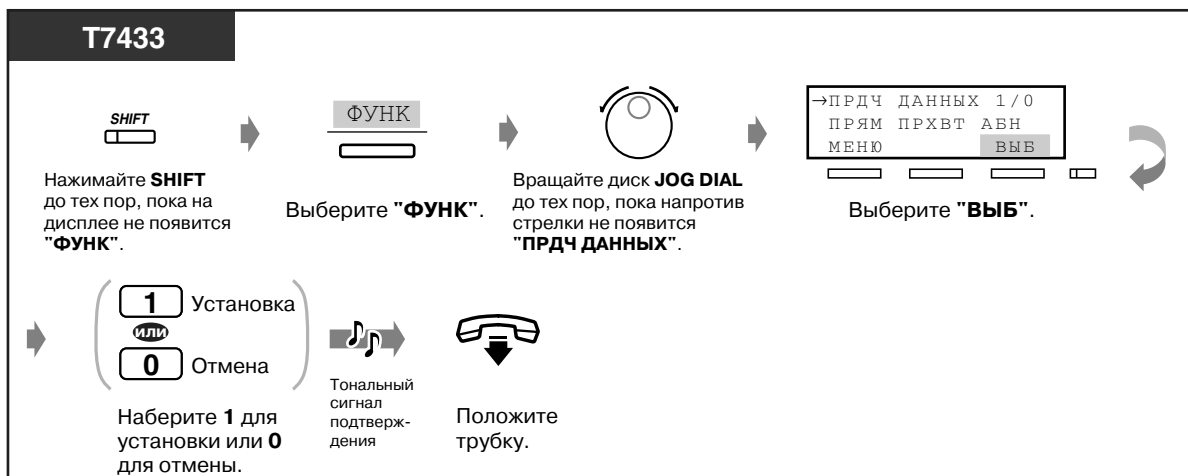 T7433
SHIFT
Нажимайте SHIFT
до тех пор, пока на
дисплее не появится
"ФУНК".
ФУНК
Выберите "ФУНК".
Вращайте диск JOG DIAL
до тех пор, пока напротив
стрелки не появится
"ПРДЧ ДАННЫХ".
→ПРДЧ ДАННЫХ 1/0
ПРЯМ ПРХВТ АБН
МЕНЮ ВЫБ
Выберите "ВЫБ".
1 Установка
или
0 Отмена
Наберите 1 для
установки или 0
для отмены.
Тональный
сигнал
подтверж-
дения
Положите
трубку.